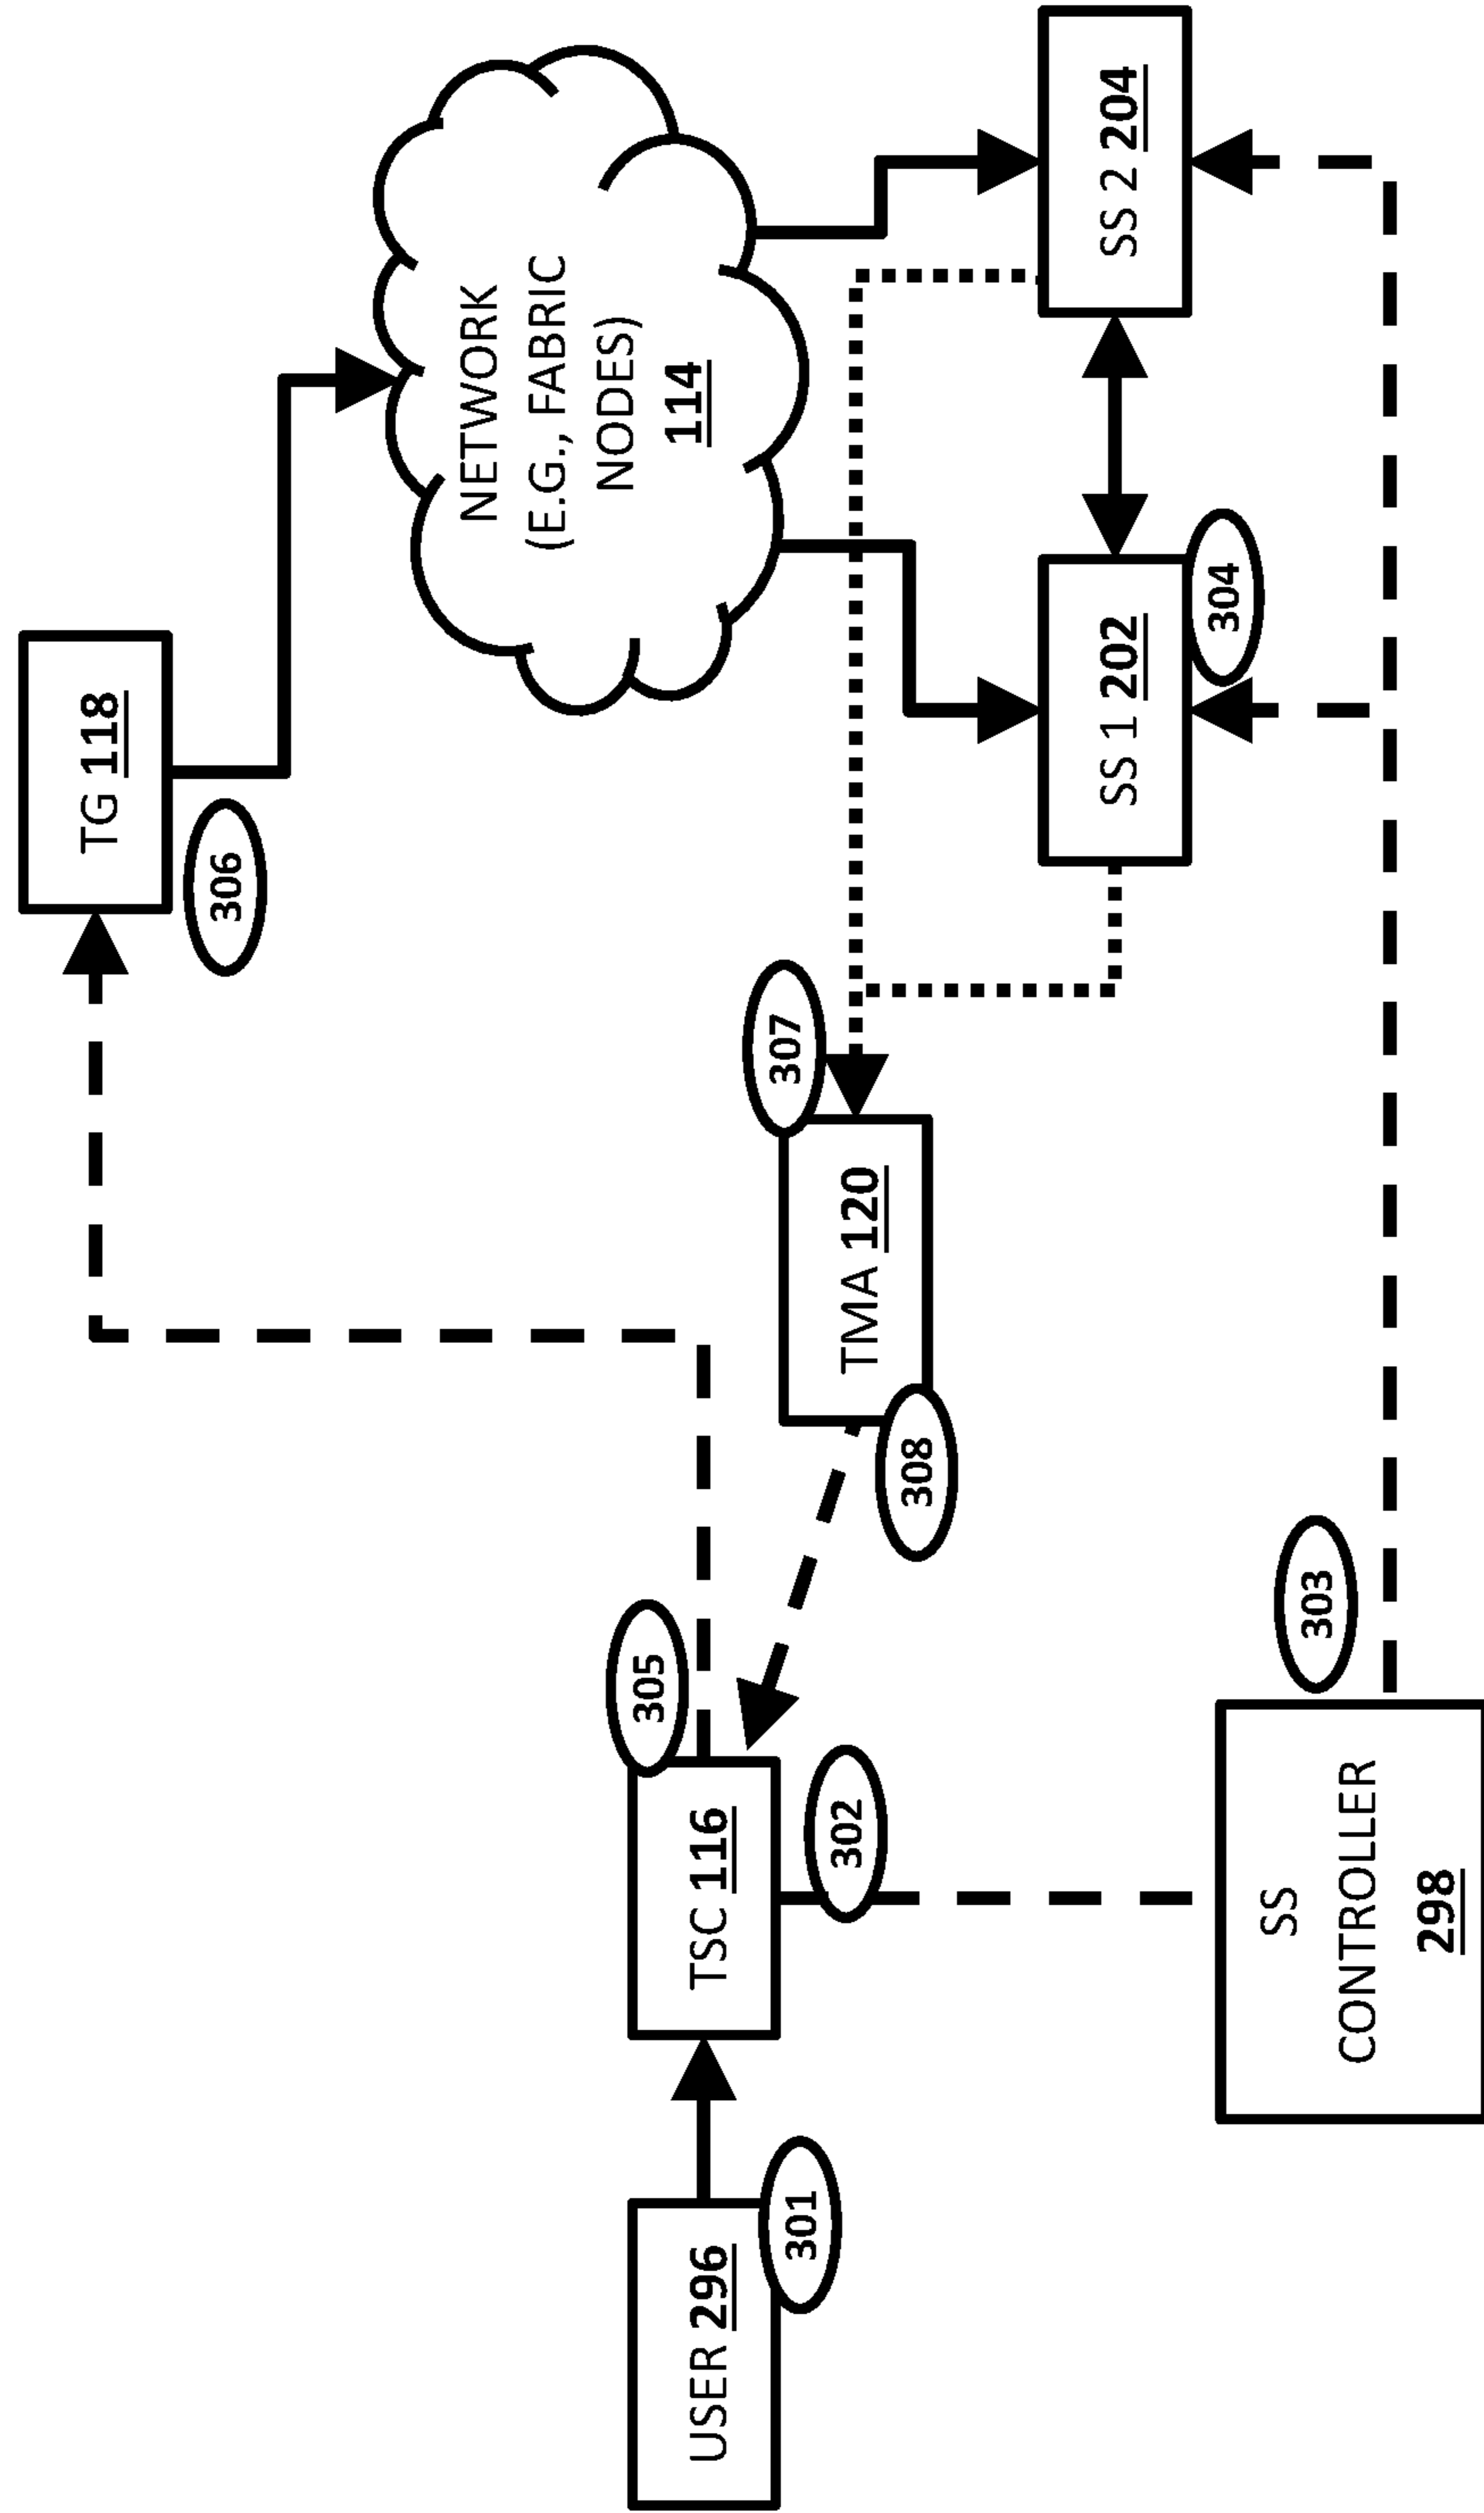 TG 118
306
NETWORK
(E.G., FABRIC
NODES)
114
305
307
USER 296
301
TSC 116
302
TMA 120
308
SS 1 202
304
SS 2 204
303
SS
CONTROLLER
298